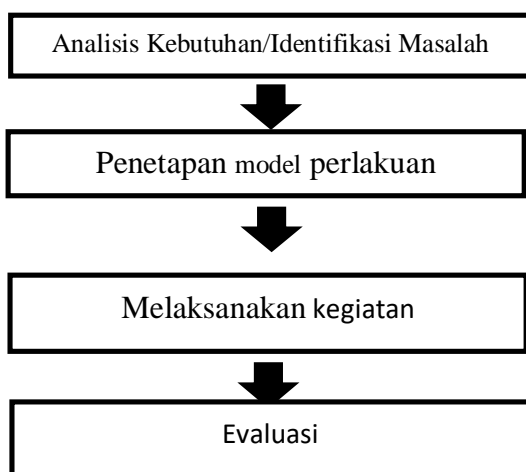 Analisis Kebutuhan/Identifikasi Masalah
Penetapan model perlakuan
Melaksanakan kegiatan
Evaluasi